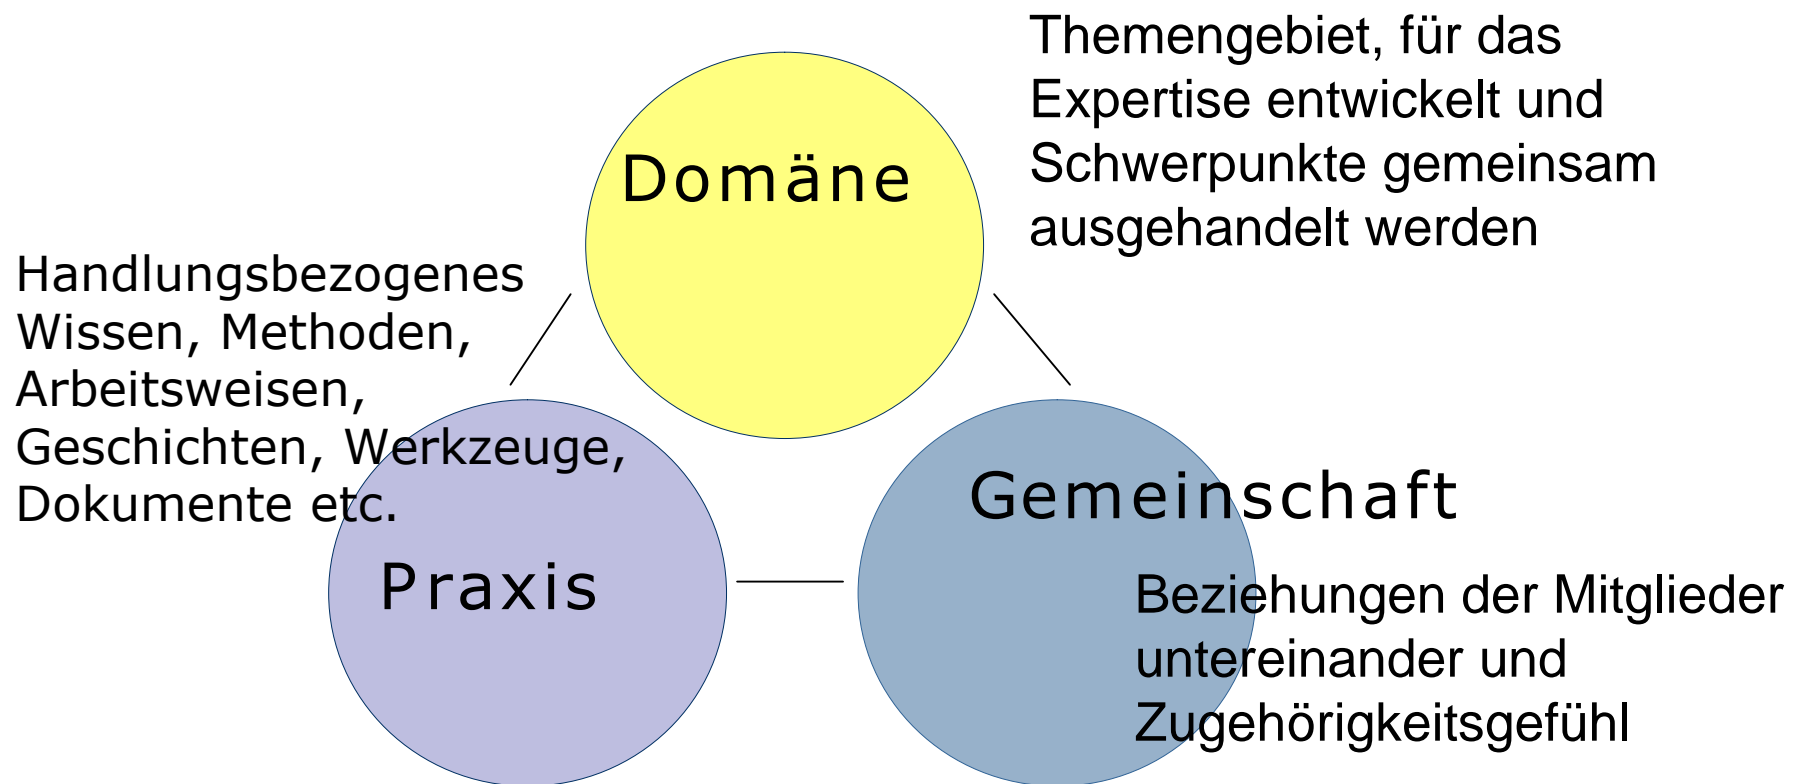 Themengebiet, für das
Expertise entwickelt und
Schwerpunkte gemeinsam
ausgehandelt werden
Domäne
Handlungsbezogenes
Wissen, Methoden,
Arbeitsweisen,
Geschichten, Werkzeuge,
Dokumente etc.
Praxis
Gemeinschaft
Beziehungen der Mitglieder
untereinander und
Zugehörigkeitsgefühl